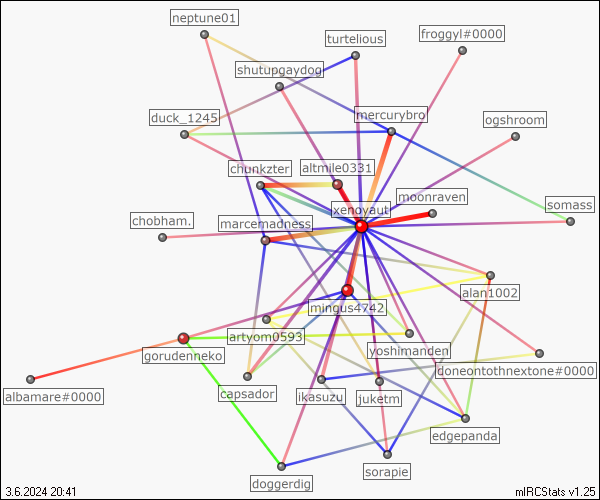 neptune01
froggyl#0000
turtelious
shutupgaydog
mercurybro
duck_1245
ogshroom
chunkzter
altmile0331
moonraven
xenoyaut
somass
chobham.
marcemadness
alan1002
mingus4742
artyom0593
yoshimanden
gorudenneko
doneontothnextone#0000
albamare#0000
capsador
ikasuzu
juketm
edgepanda
sorapie
doggerdig
3.6.2024 20:41
mIRCStats v1.25